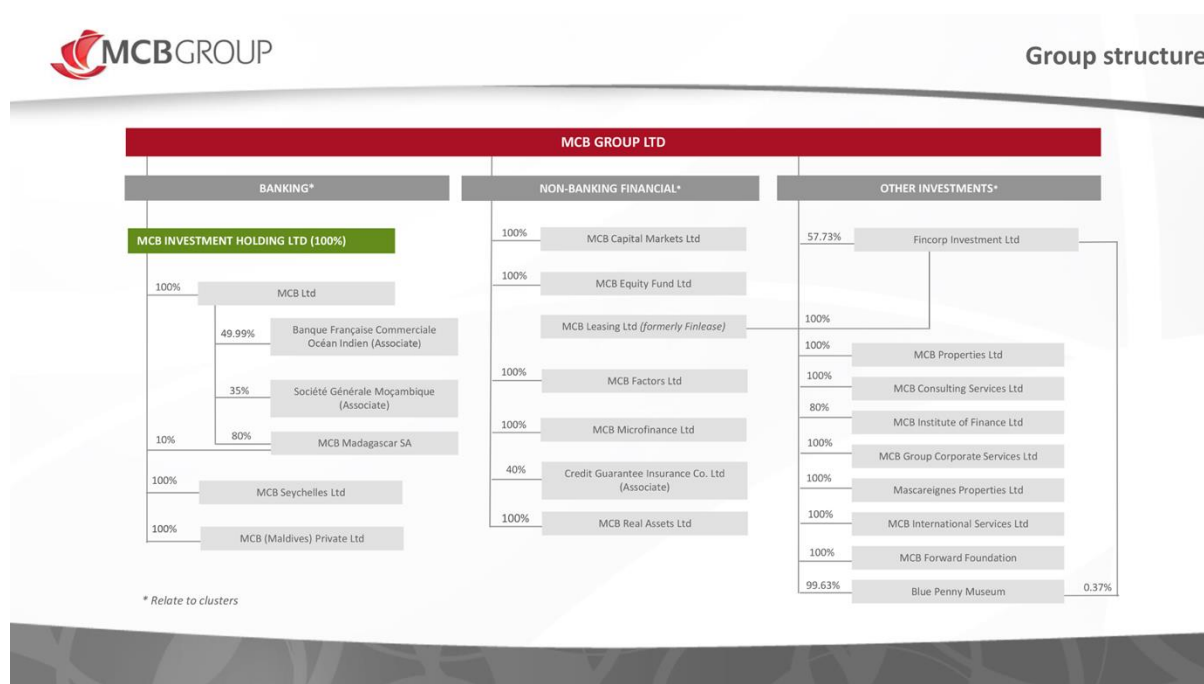 MCBGROUP
Group structure
MCB GROUP LTD
BANKING*
NON-BANKING FINANCIAL*
OTHER INVESTMENTS*
MCB INVESTMENT HOLDING LTD (100%)
100%
MCB Ltd
49.99%
Banque Française Commerciale
Océan Indien (Associate)
35%
Société Générale Moçambique
(Associate)
10%
80%
MCB Madagascar SA
100%
MCB Seychelles Ltd
100%
MCB (Maldives) Private Ltd
100%
MCB Capital Markets Ltd
100%
MCB Equity Fund Ltd
MCB Leasing Ltd (formerly Finlease)
100%
MCB Factors Ltd
100%
MCB Microfinance Ltd
40%
Credit Guarantee Insurance Co. Ltd
(Associate)
100%
MCB Real Assets Ltd
57.73%
Fincorp Investment Ltd
100%
100%
MCB Properties Ltd
100%
MCB Consulting Services Ltd
80%
MCB Institute of Finance Ltd
100%
MCB Group Corporate Services Ltd
100%
Mascareignes Properties Ltd
100%
MCB International Services Ltd
100%
MCB Forward Foundation
99.63%
Blue Penny Museum
0.37%
* Relate to clusters